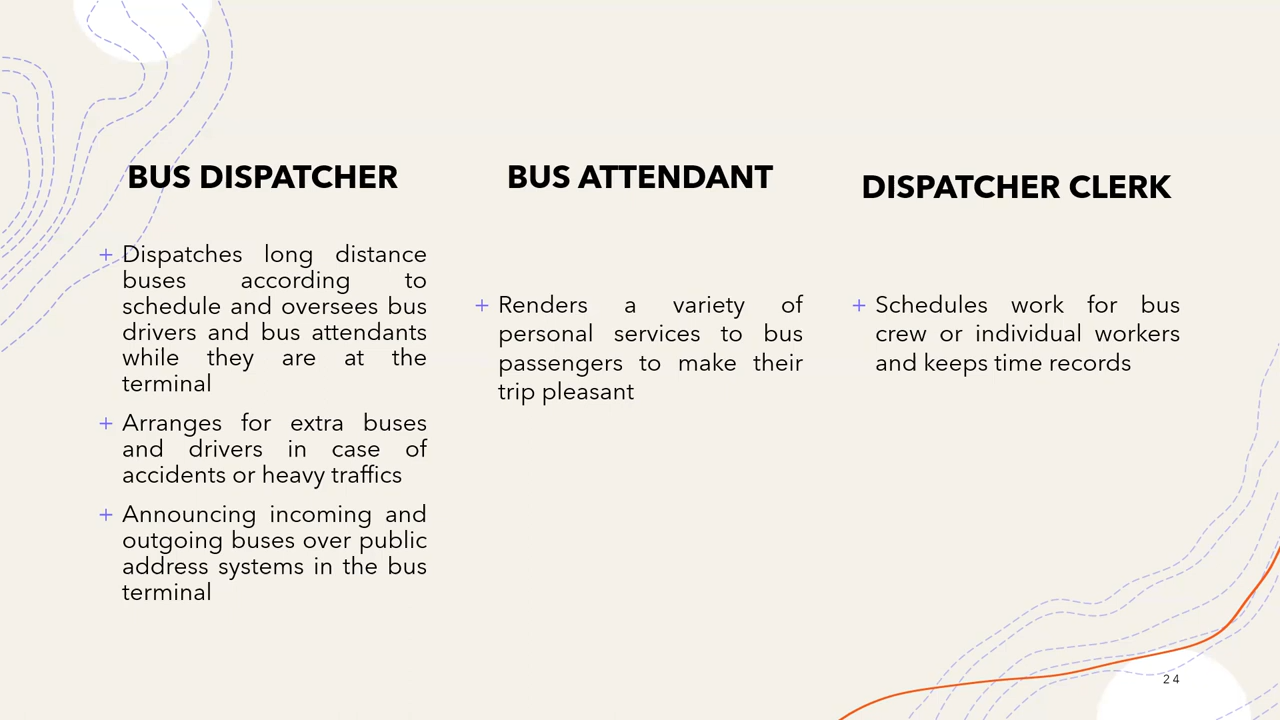 BUS DISPATCHER
+ Dispatches long distance
buses according to
schedule and oversees bus
drivers and bus attendants
while they are at the
terminal
+ Arranges for extra buses
and drivers in case of
accidents or heavy traffics
+ Announcing incoming and
outgoing buses over public
address systems in the bus
terminal
BUS ATTENDANT
+ Renders a variety of
personal services to bus
passengers to make their
trip pleasant
DISPATCHER CLERK
+ Schedules work for bus
crew or individual workers
and keeps time records
24